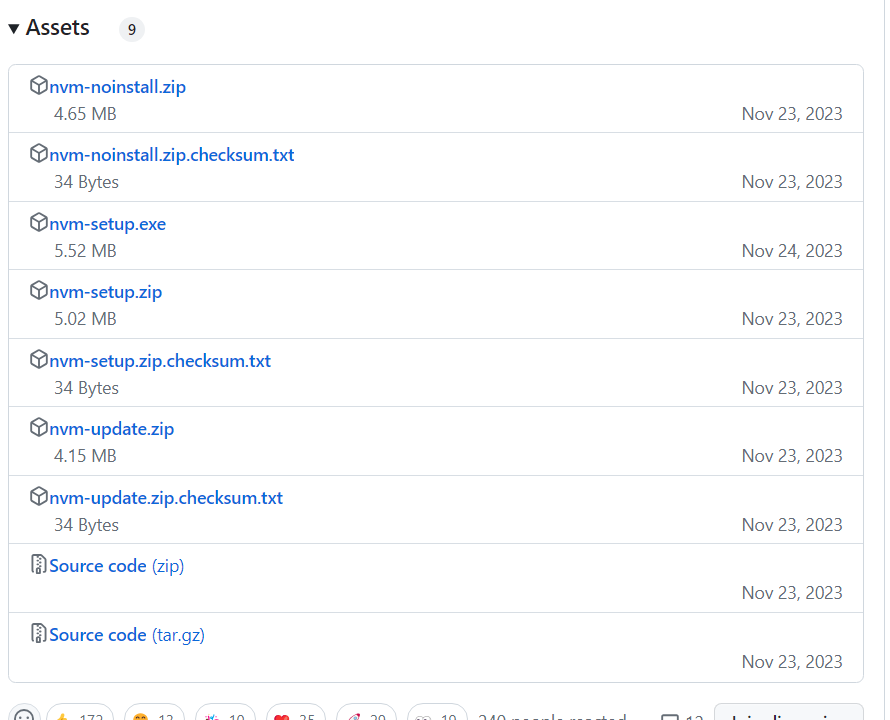 Assets 9
nvm-noinstall.zip
4.65 MB Nov 23, 2023
nvm-noinstall.zip.checksum.txt
34 Bytes Nov 23, 2023
nvm-setup.exe
5.52 MB Nov 24, 2023
nvm-setup.zip
5.02 MB Nov 23, 2023
nvm-setup.zip.checksum.txt
34 Bytes Nov 23, 2023
nvm-update.zip
4.15 MB Nov 23, 2023
nvm-update.zip.checksum.txt
34 Bytes Nov 23, 2023
Source code (zip)
Nov 23, 2023
Source code (tar.gz)
Nov 23, 2023
people reacted